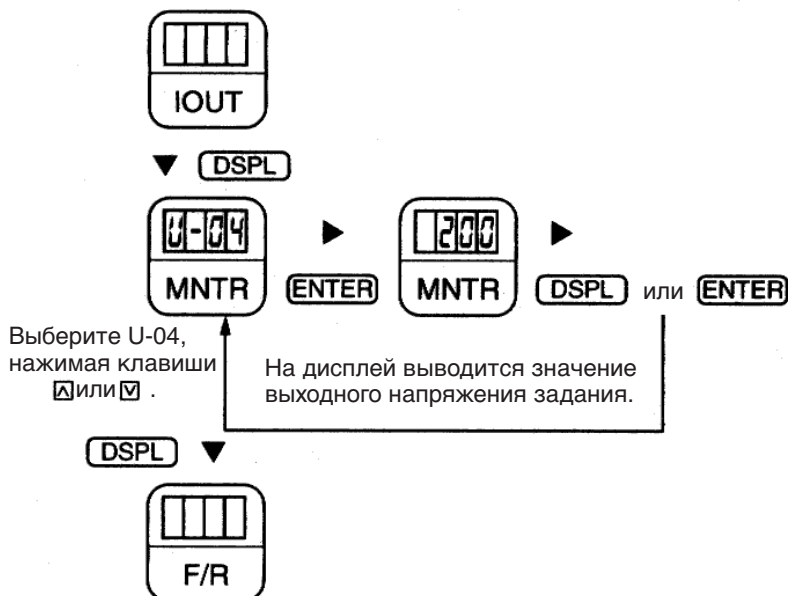 IOUT
▼ DSPL
U-04 ▶ 200 ▶
MNTR ENTER MNTR DSPL или ENTER
Выберите U-04,
нажимая клавиши
∧ или ∨ .
На дисплей выводится значение
выходного напряжения задания.
DSPL ▼
F/R